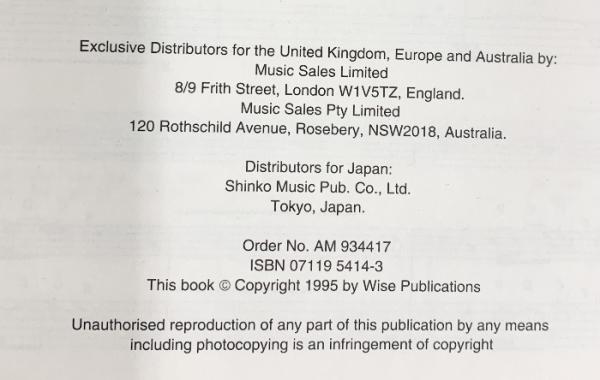 Exclusive Distributors for the United Kingdom, Europe and Australia by:
Music Sales Limited
8/9 Frith Street, London W1V5TZ, England.
Music Sales Pty Limited
120 Rothschild Avenue, Rosebery, NSW2018, Australia.
Distributors for Japan:
Shinko Music Pub. Co., Ltd.
Tokyo, Japan.
Order No. AM 934417
ISBN 07119 5414-3
This book © Copyright 1995 by Wise Publications
Unauthorised reproduction of any part of this publication by any means
including photocopying is an infringement of copyright